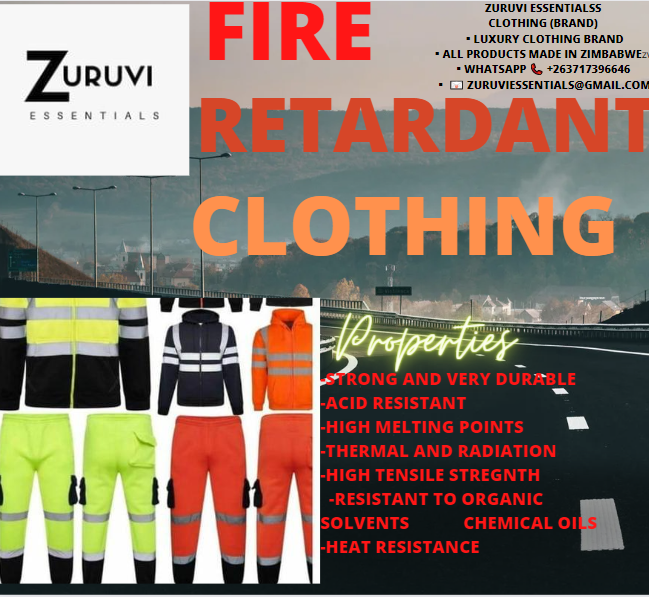 ZURUVI
ESSENTIALS
FIRE
RETARDANT
CLOTHING
ZURUVI ESSENTIALSS
CLOTHING (BRAND)
▪ LUXURY CLOTHING BRAND
▪ ALL PRODUCTS MADE IN ZIMBABWE
▪ WHATSAPP 📞 +263717396646
▪ 📧 ZURUVIESSENTIALS@GMAIL.COM
Properties
-STRONG AND VERY DURABLE
-ACID RESISTANT
-HIGH MELTING POINTS
-THERMAL AND RADIATION
-HIGH TENSILE STREGNTH
-RESISTANT TO ORGANIC
SOLVENTS CHEMICAL OILS
-HEAT RESISTANCE